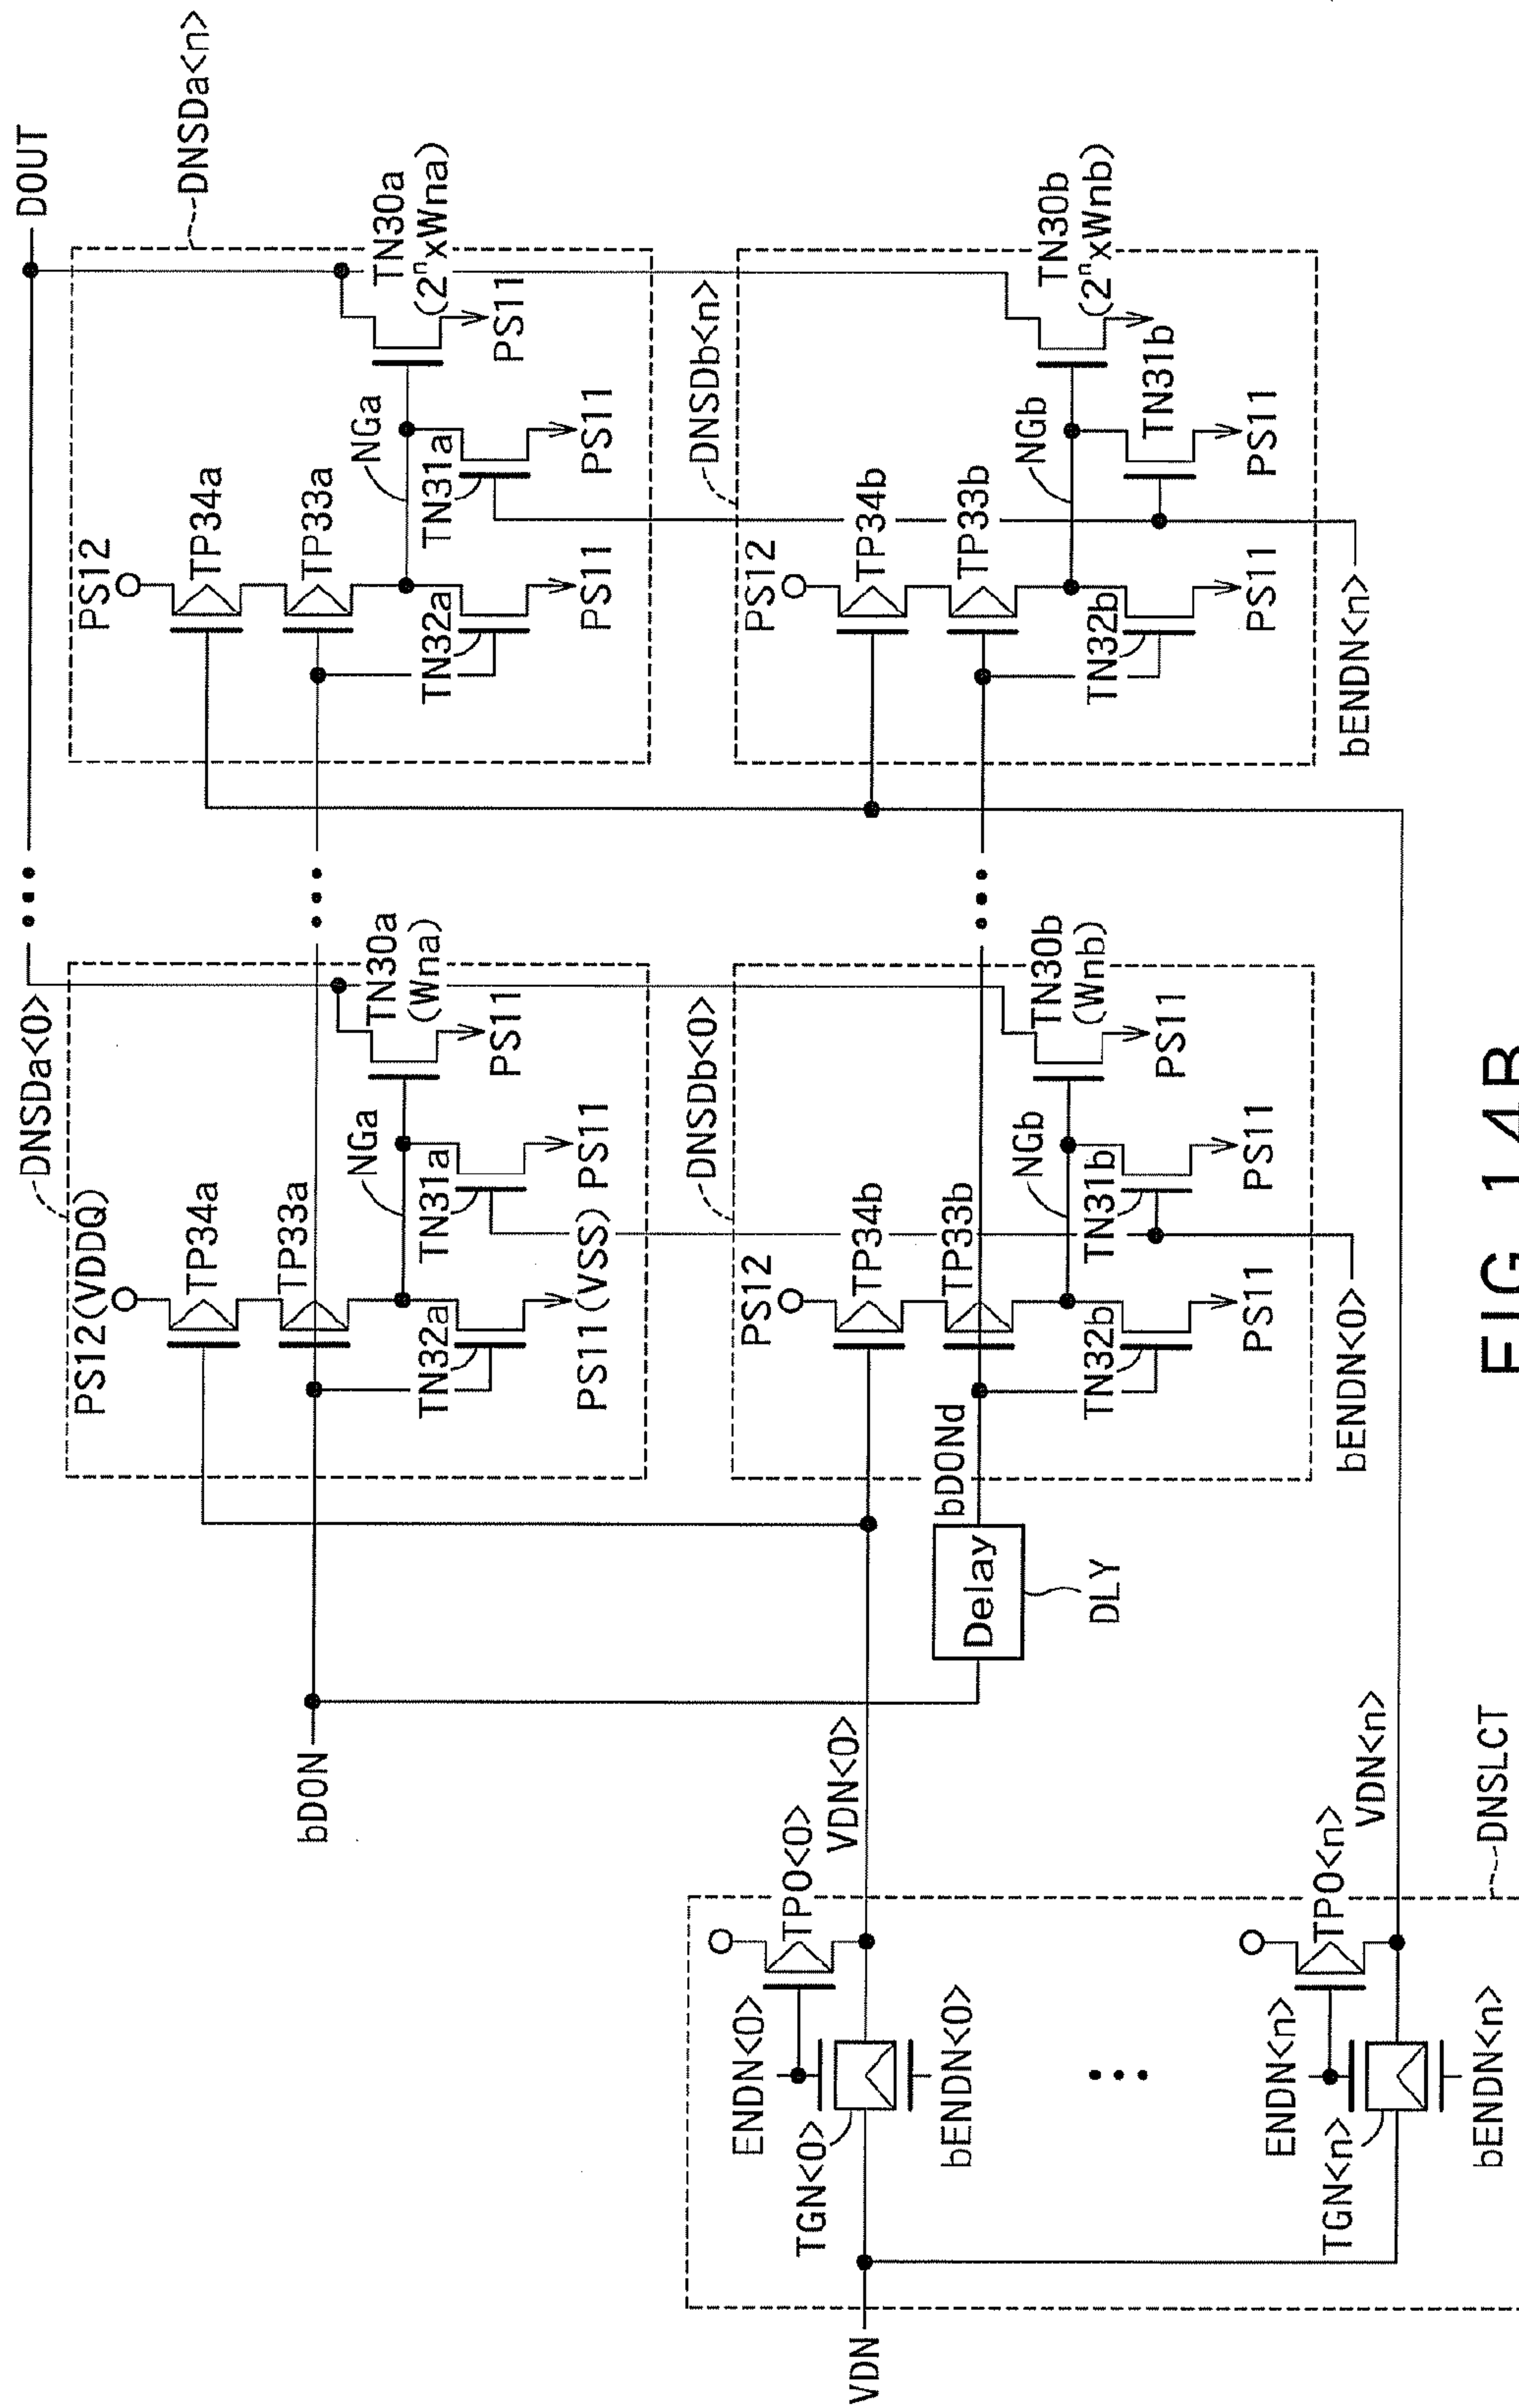 DOUT
DNSDa<0>
PS12(VDDQ)
TP34a
TP33a
NGa
TN30a
(Wna)
TN32a
TN31a
PS11
PS11(VSS)
PS11
DNSDa<n>
PS12
TP34a
TP33a
NGa
TN30a
(2ⁿxWna)
TN32a
TN31a
PS11
PS11
PS11
bDON
DNSDb<0>
PS12
TP34b
TP33b
bDONd
Delay
DLY
NGb
TN30b
(Wnb)
TN32b
TN31b
PS11
PS11
PS11
bENDN<0>
DNSDb<n>
PS12
TP34b
TP33b
NGb
TN30b
(2ⁿxWnb)
TN32b
TN31b
PS11
PS11
bENDN<n>
VDN
ENDN<0>
TP0<0>
TGN<0>
VDN<0>
bENDN<0>
ENDN<n>
TP0<n>
TGN<n>
VDN<n>
bENDN<n>
DNSLCT
FIG 14B